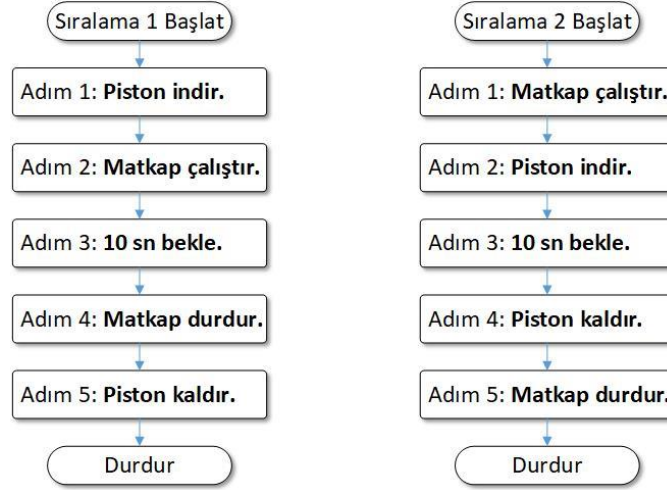 Sıralama 1 Başlat
Adım 1: Piston indir.
Adım 2: Matkap çalıştır.
Adım 3: 10 sn bekle.
Adım 4: Matkap durdur.
Adım 5: Piston kaldır.
Durdur
Sıralama 2 Başlat
Adım 1: Matkap çalıştır.
Adım 2: Piston indir.
Adım 3: 10 sn bekle.
Adım 4: Piston kaldır.
Adım 5: Matkap durdur.
Durdur